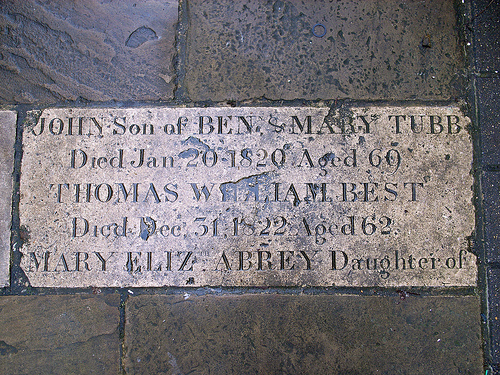 JOHN Son of BEN. & MARY TUBB
Died Jan. 20 1820 Aged 69
THOMAS WILLIAM BEST
Died Dec. 31, 1822 Aged 62.
MARY ELIZ. ABREY Daughter of